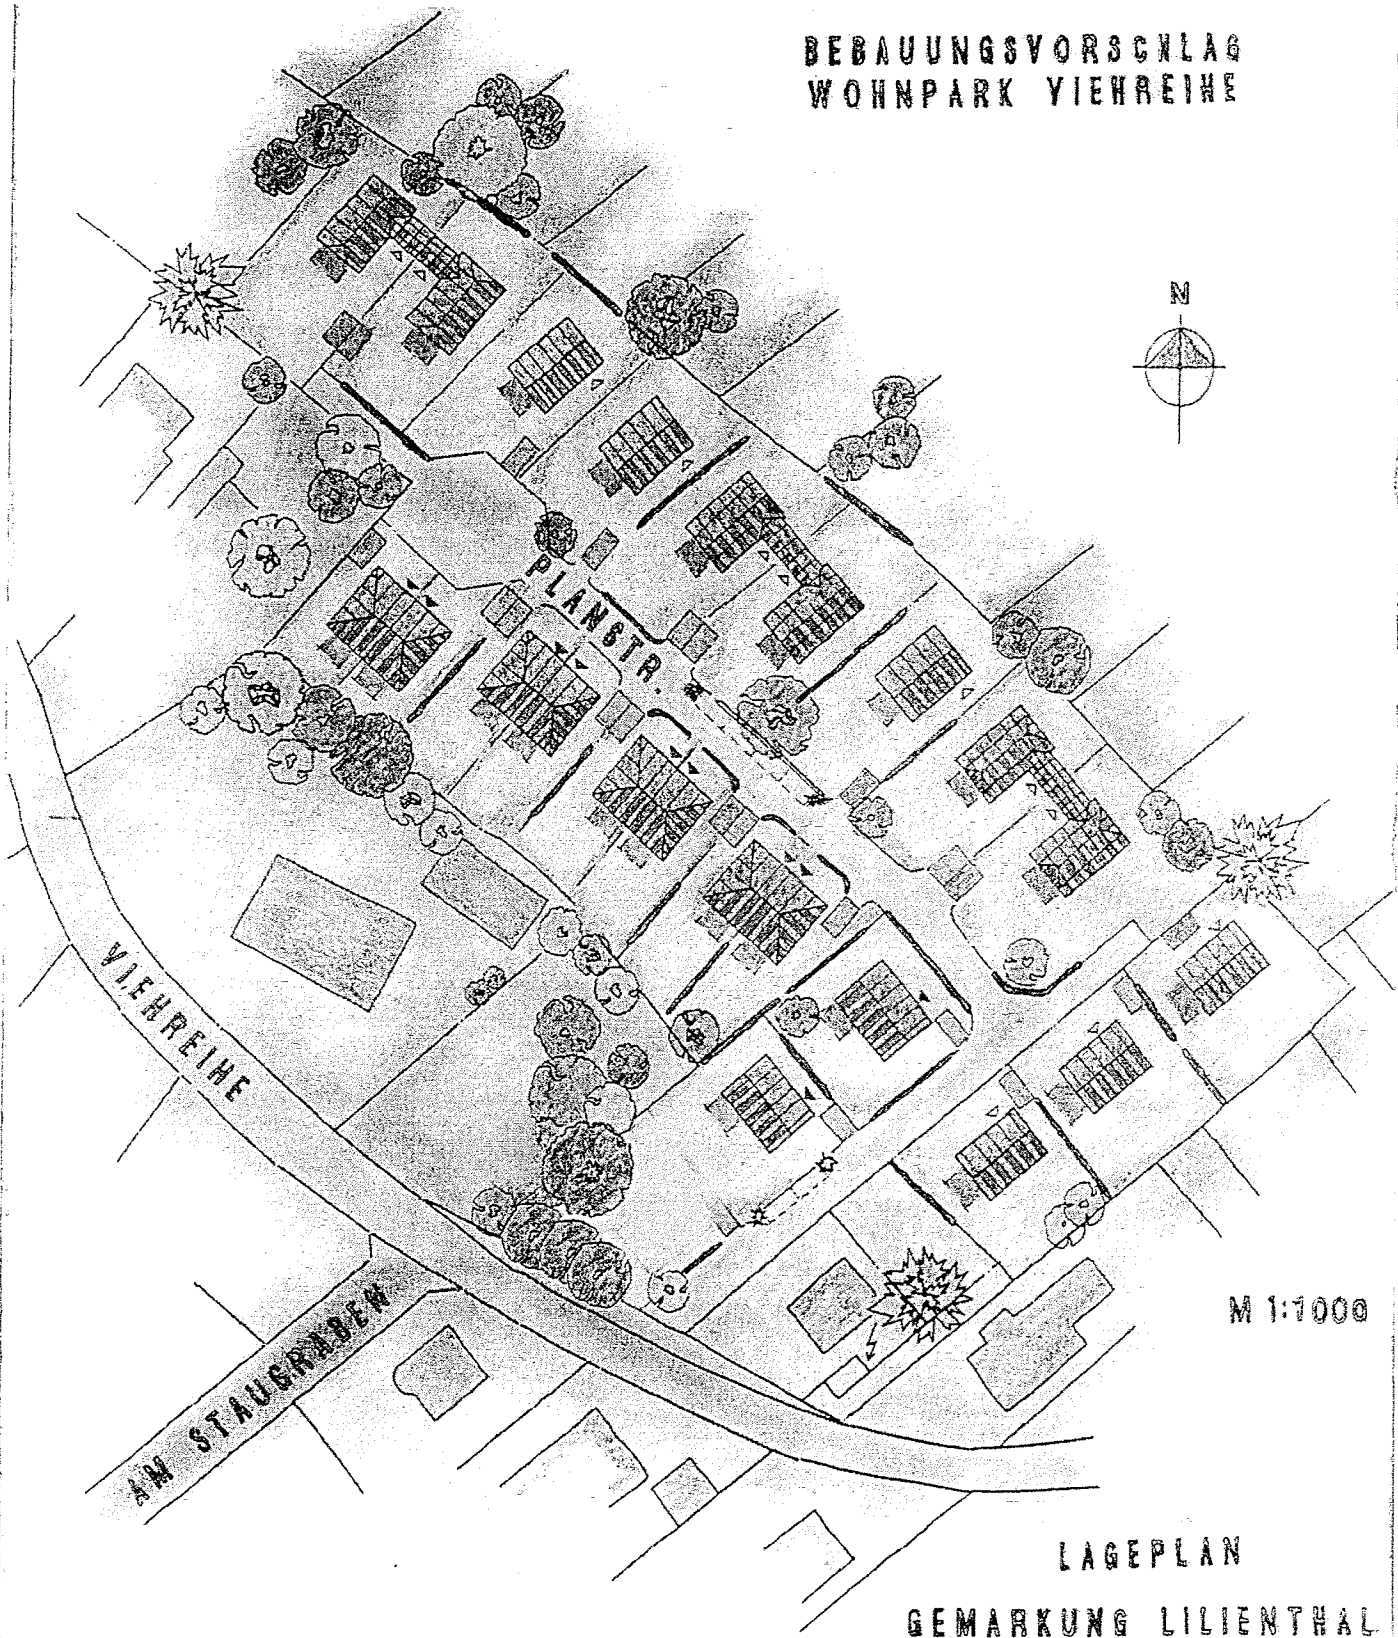 BEBAUUNGSVORSCHLAG
WOHNPARK VIEHREIHE
N
PLANSTR.
VIEHREIHE
AM STAUGRABEN
M 1:1000
LAGEPLAN
GEMARKUNG LILIENTHAL